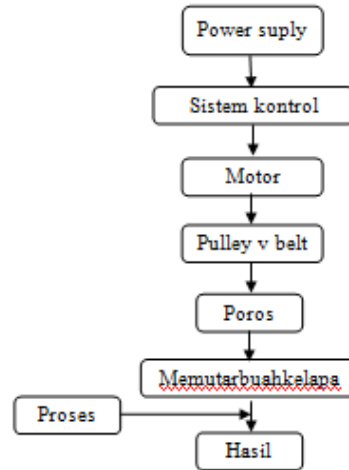 Power suply
Sistem kontrol
Motor
Pulley v belt
Poros
Memutarbuahkelapa
Proses
Hasil